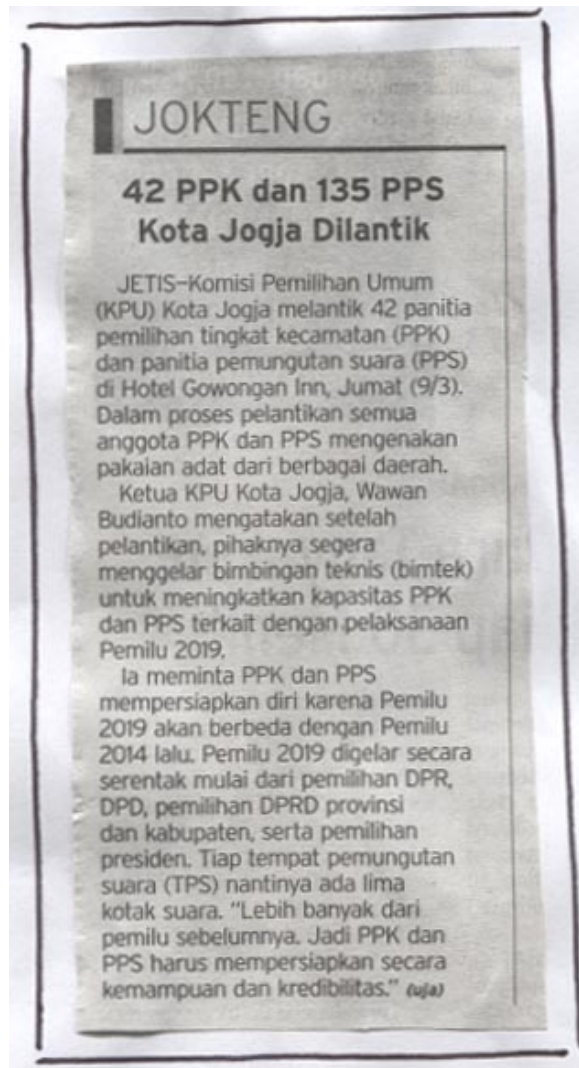 JOKTENG
42 PPK dan 135 PPS
Kota Jogja Dilantik
JETIS–Komisi Pemilihan Umum
(KPU) Kota Jogja melantik 42 panitia
pemilihan tingkat kecamatan (PPK)
dan panitia pemungutan suara (PPS)
di Hotel Gowongan Inn, Jumat (9/3).
Dalam proses pelantikan semua
anggota PPK dan PPS mengenakan
pakaian adat dari berbagai daerah.
Ketua KPU Kota Jogja, Wawan
Budianto mengatakan setelah
pelantikan, pihaknya segera
menggelar bimbingan teknis (bimtek)
untuk meningkatkan kapasitas PPK
dan PPS terkait dengan pelaksanaan
Pemilu 2019.
Ia meminta PPK dan PPS
mempersiapkan diri karena Pemilu
2019 akan berbeda dengan Pemilu
2014 lalu. Pemilu 2019 digelar secara
serentak mulai dari pemilihan DPR,
DPD, pemilihan DPRD provinsi
dan kabupaten, serta pemilihan
presiden. Tiap tempat pemungutan
suara (TPS) nantinya ada lima
kotak suara. "Lebih banyak dari
pemilu sebelumnya. Jadi PPK dan
PPS harus mempersiapkan secara
kemampuan dan kredibilitas." (uja)